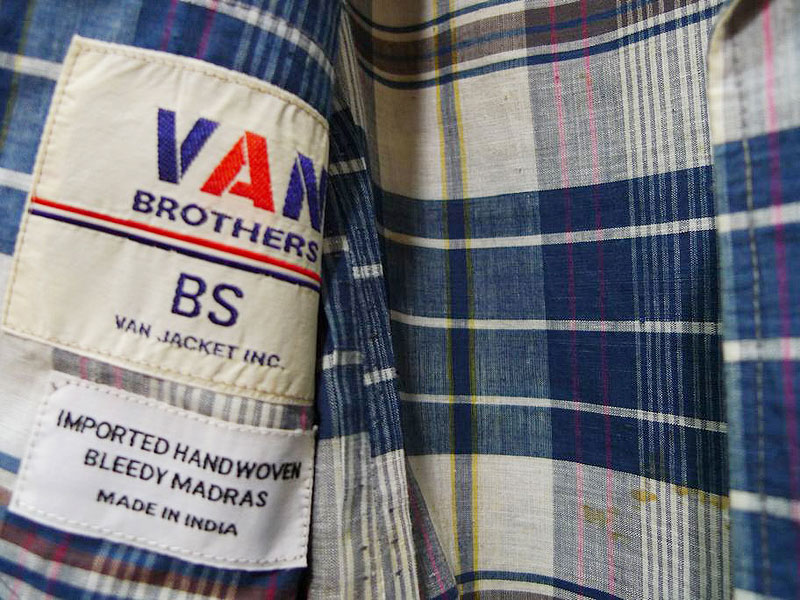 VAN
BROTHERS
BS
VAN JACKET INC.
IMPORTED HANDWOVEN
BLEEDY MADRAS
MADE IN INDIA